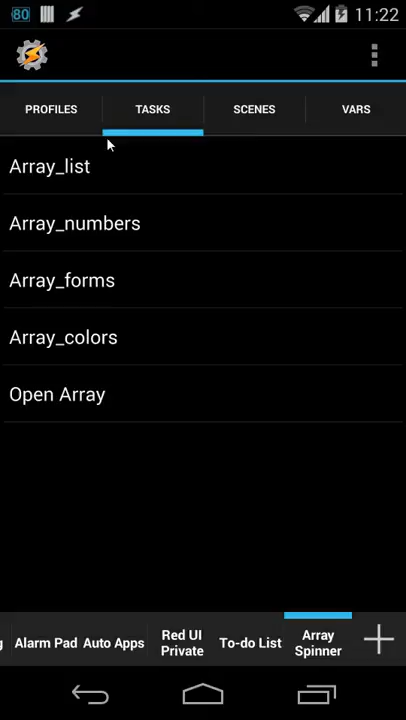 80 11:22
PROFILES TASKS SCENES VARS
Array_list
Array_numbers
Array_forms
Array_colors
Open Array
g Alarm Pad Auto Apps Red UI Private To-do List Array Spinner